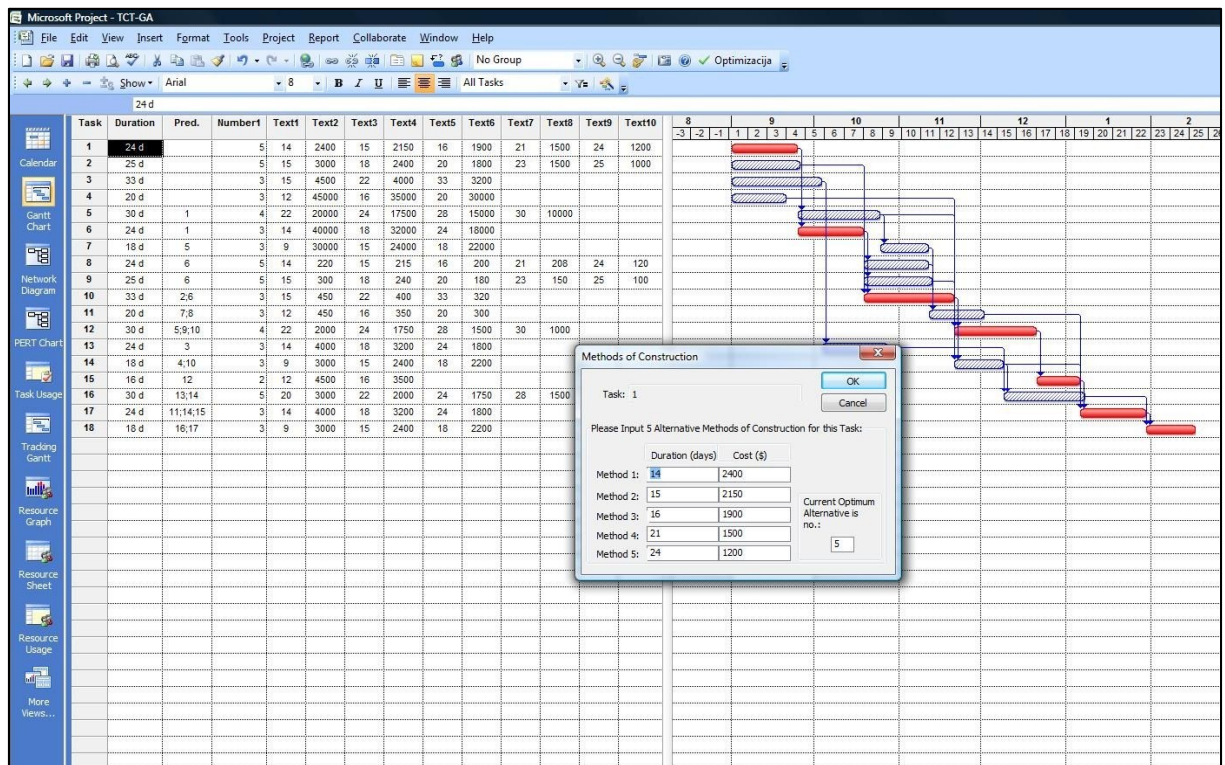 Microsoft Project - TCT-GA
File Edit View Insert Format Tools Project Report Collaborate Window Help
No Group Optimizacija
Show Arial 8 B I U All Tasks
24 d
Task Duration Pred. Number1 Text1 Text2 Text3 Text4 Text5 Text6 Text7 Text8 Text9 Text10
8 9 10 11 12 1 2
-3 -2 -1 1 2 3 4 5 6 7 8 9 10 11 12 13 14 15 16 17 18 19 20 21 22 23 24 25
1 24 d 5 14 2400 15 2150 16 1900 21 1500 24 1200
2 25 d 5 15 3000 18 2400 20 1800 23 1500 25 1000
3 33 d 3 15 4500 22 4000 33 3200
4 20 d 3 12 45000 16 35000 20 30000
5 30 d 1 4 22 20000 24 17500 28 15000 30 10000
6 24 d 1 3 14 40000 18 32000 24 18000
7 18 d 5 3 9 30000 15 24000 18 22000
8 24 d 6 5 14 220 15 215 16 200 21 208 24 120
9 25 d 6 5 15 300 18 240 20 180 23 150 25 100
10 33 d 2;6 3 15 450 22 400 33 320
11 20 d 7;8 3 12 450 16 350 20 300
12 30 d 5;9;10 4 22 2000 24 1750 28 1500 30 1000
13 24 d 3 3 14 4000 18 3200 24 1800
14 18 d 4;10 3 9 3000 15 2400 18 2200
15 16 d 12 2 12 4500 16 3500
16 30 d 13;14 5 20 3000 22 2000 24 1750 28 1500
17 24 d 11;14;15 3 14 4000 18 3200 24 1800
18 18 d 16;17 3 9 3000 15 2400 18 2200
Calendar
Gantt
Chart
Network
Diagram
PERT Chart
Task Usage
Tracking
Gantt
Resource
Graph
Resource
Sheet
Resource
Usage
More
Views...
Methods of Construction
Task: 1
OK
Cancel
Please Input 5 Alternative Methods of Construction for this Task:
Duration (days) Cost ($)
Method 1: 14 2400
Method 2: 15 2150
Method 3: 16 1900
Method 4: 21 1500
Method 5: 24 1200
Current Optimum
Alternative is
no.:
5